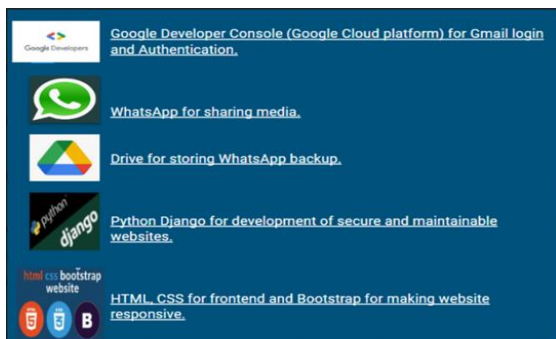 Google Developers
Google Developer Console (Google Cloud platform) for Gmail login
and Authentication.
WhatsApp for sharing media.
Drive for storing WhatsApp backup.
python
django
Python Django for development of secure and maintainable
websites.
html css bootstrap
website
5
3
B
HTML, CSS for frontend and Bootstrap for making website
responsive.